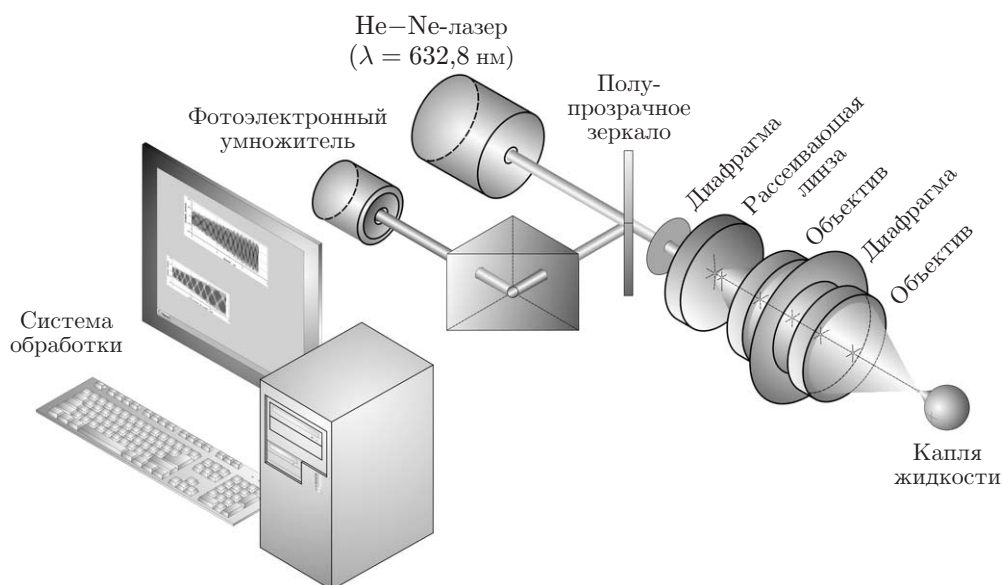 He−Ne-лазер
(λ = 632,8 нм)
Фотоэлектронный
умножитель
Полу-
прозрачное
зеркало
Диафрагма
Рассеивающая
линза
Объектив
Диафрагма
Объектив
Система
обработки
Капля
жидкости